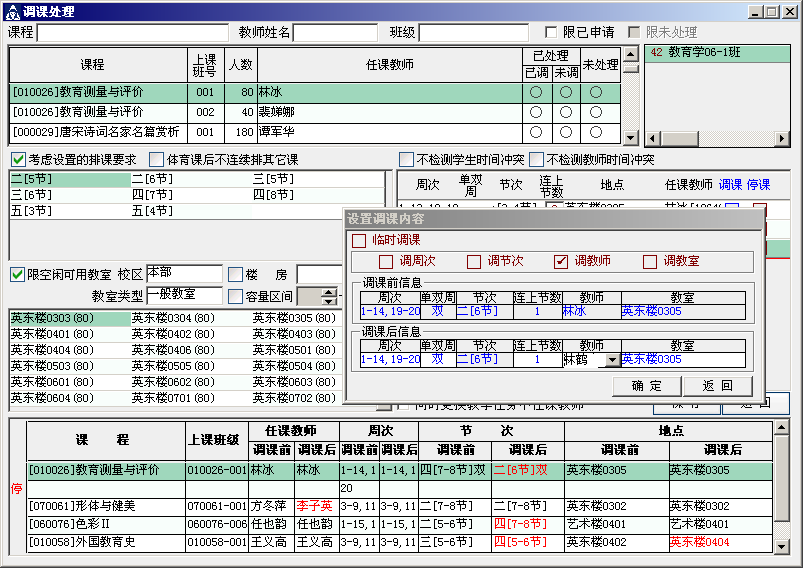 调课处理
课程 教师姓名 班级 限已申请 限未处理
课程 上课班号 人数 任课教师 已处理 未处理
已调 未调
[010026]教育测量与评价 001 80 林冰
[010026]教育测量与评价 002 40 裴娣娜
[000029]唐宋诗词名家名篇赏析 001 180 谭军华
42 教育学06-1班
考虑设置的排课要求 体育课后不连续排其它课
不检测学生时间冲突 不检测教师时间冲突
二[5节] 二[6节] 三[5节]
三[6节] 四[7节] 四[8节]
五[3节] 五[4节]
周次 单双周 节次 连上节数 地点 任课教师 调课 停课
设置调课内容
临时调课
调周次 调节次 调教师 调教室
调课前信息
周次 单双周 节次 连上节数 教师 教室
1-14,19-20 双 二[6节] 1 林冰 英东楼0305
调课后信息
周次 单双周 节次 连上节数 教师 教室
1-14,19-20 双 二[6节] 1 林鹤 英东楼0305
确 定 返 回
限空闲可用教室 校区 本部 楼 房
教室类型 一般教室 容量区间
英东楼0303(80) 英东楼0304(80) 英东楼0305(80)
英东楼0401(80) 英东楼0402(80) 英东楼0403(80)
英东楼0404(80) 英东楼0406(80) 英东楼0501(80)
英东楼0502(80) 英东楼0503(80) 英东楼0504(80)
英东楼0601(80) 英东楼0602(80) 英东楼0603(80)
英东楼0604(80) 英东楼0701(80) 英东楼0702(80)
课 程 上课班级 任课教师 周次 节 次 地点
调课前 调课后 调课前 调课后 调课前 调课后 调课前 调课后
[010026]教育测量与评价 010026-001 林冰 林冰 1-14,1 1-14,1 四[7-8节]双 二[6节]双 英东楼0305 英东楼0305
20
停
[070061]形体与健美 070061-001 方冬萍 李子英 3-9,11 3-9,11 二[7-8节] 二[7-8节] 英东楼0302 英东楼0302
[060076]色彩Ⅱ 060076-006 任也韵 任也韵 1-15,1 1-15,1 二[5-6节] 四[7-8节] 艺术楼0401 艺术楼0401
[010058]外国教育史 010058-001 王义高 王义高 3-9,11 3-9,11 三[5-6节] 四[5-6节] 英东楼0402 英东楼0404